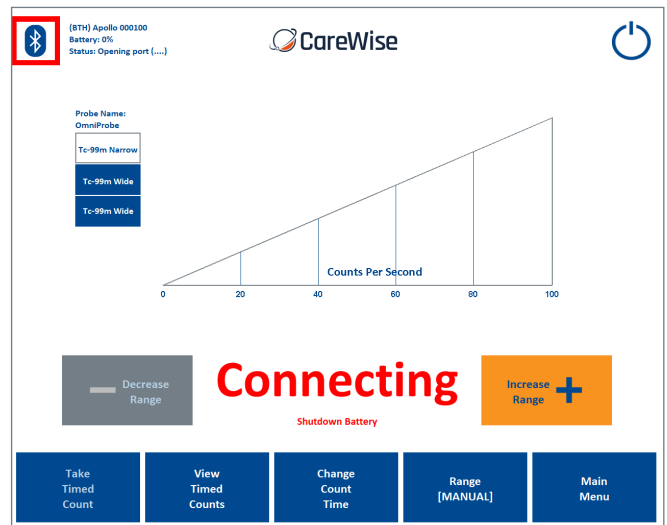 (BTH) Apollo 000100
Battery: 0%
Status: Opening port (....)
CareWise
Probe Name:
OmniProbe
Tc-99m Narrow
Tc-99m Wide
Tc-99m Wide
Counts Per Second
0 20 40 60 80 100
Decrease
Range
Connecting
Shutdown Battery
Increase
Range
Take
Timed
Count
View
Timed
Counts
Change
Count
Time
Range
[MANUAL]
Main
Menu